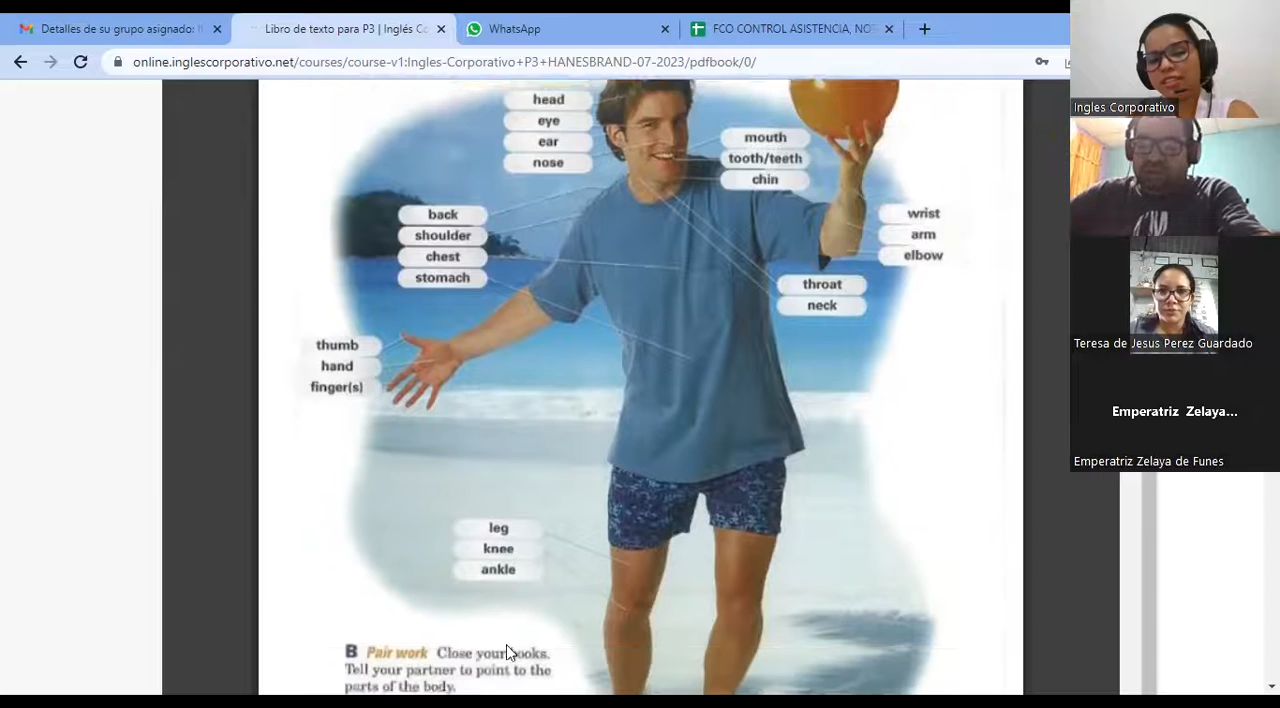 Detalles de su grupo asignado: I
Libro de texto para P3 | Inglés Co
WhatsApp
FCO CONTROL ASISTENCIA, NOT
online.inglescorporativo.net/courses/course-v1:Ingles-Corporativo+P3+HANESBRAND-07-2023/pdfbook/0/
Ingles Corporativo
head
eye
ear
nose
mouth
tooth/teeth
chin
back
shoulder
chest
stomach
wrist
arm
elbow
throat
neck
thumb
hand
finger(s)
leg
knee
ankle
B Pair work Close your books.
Tell your partner to point to the
parts of the body.
Teresa de Jesus Perez Guardado
Emperatriz Zelaya...
Emperatriz Zelaya de Funes